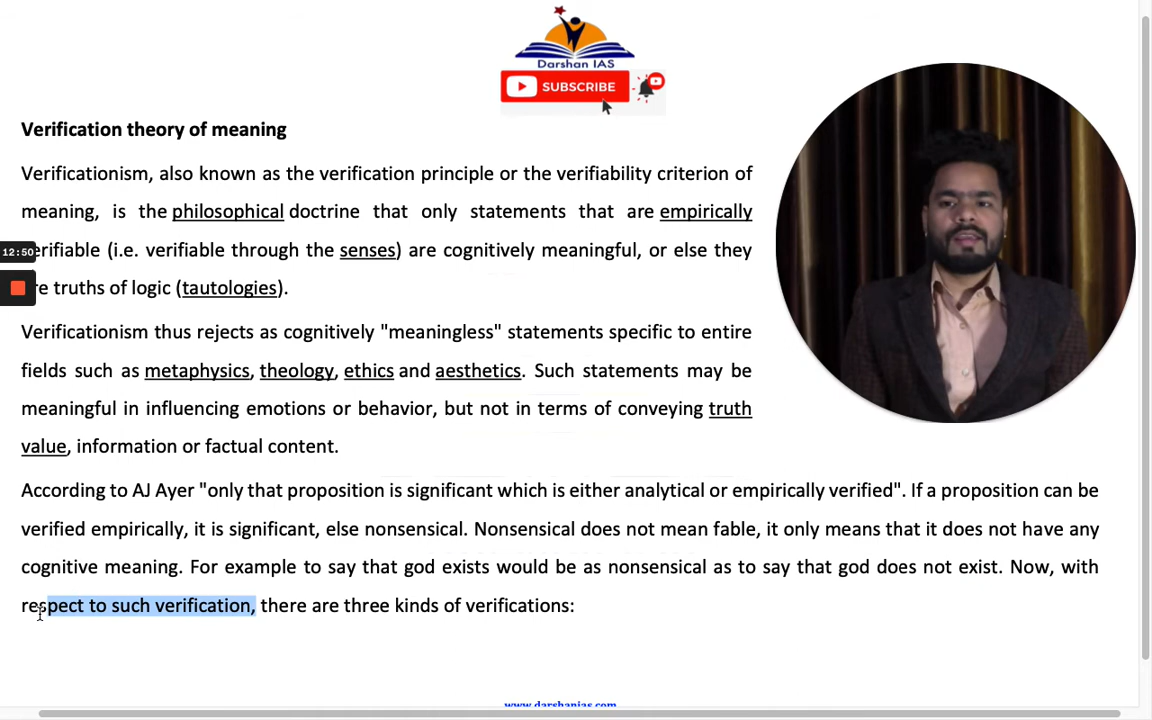 Darshan IAS
SUBSCRIBE
Verification theory of meaning
Verificationism, also known as the verification principle or the verifiability criterion of
meaning, is the philosophical doctrine that only statements that are empirically
12:50
erifiable (i.e. verifiable through the senses) are cognitively meaningful, or else they
re truths of logic (tautologies).
Verificationism thus rejects as cognitively "meaningless" statements specific to entire
fields such as metaphysics, theology, ethics and aesthetics. Such statements may be
meaningful in influencing emotions or behavior, but not in terms of conveying truth
value, information or factual content.
According to AJ Ayer "only that proposition is significant which is either analytical or empirically verified". If a proposition can be
verified empirically, it is significant, else nonsensical. Nonsensical does not mean fable, it only means that it does not have any
cognitive meaning. For example to say that god exists would be as nonsensical as to say that god does not exist. Now, with
respect to such verification, there are three kinds of verifications:
www.darshanias.com